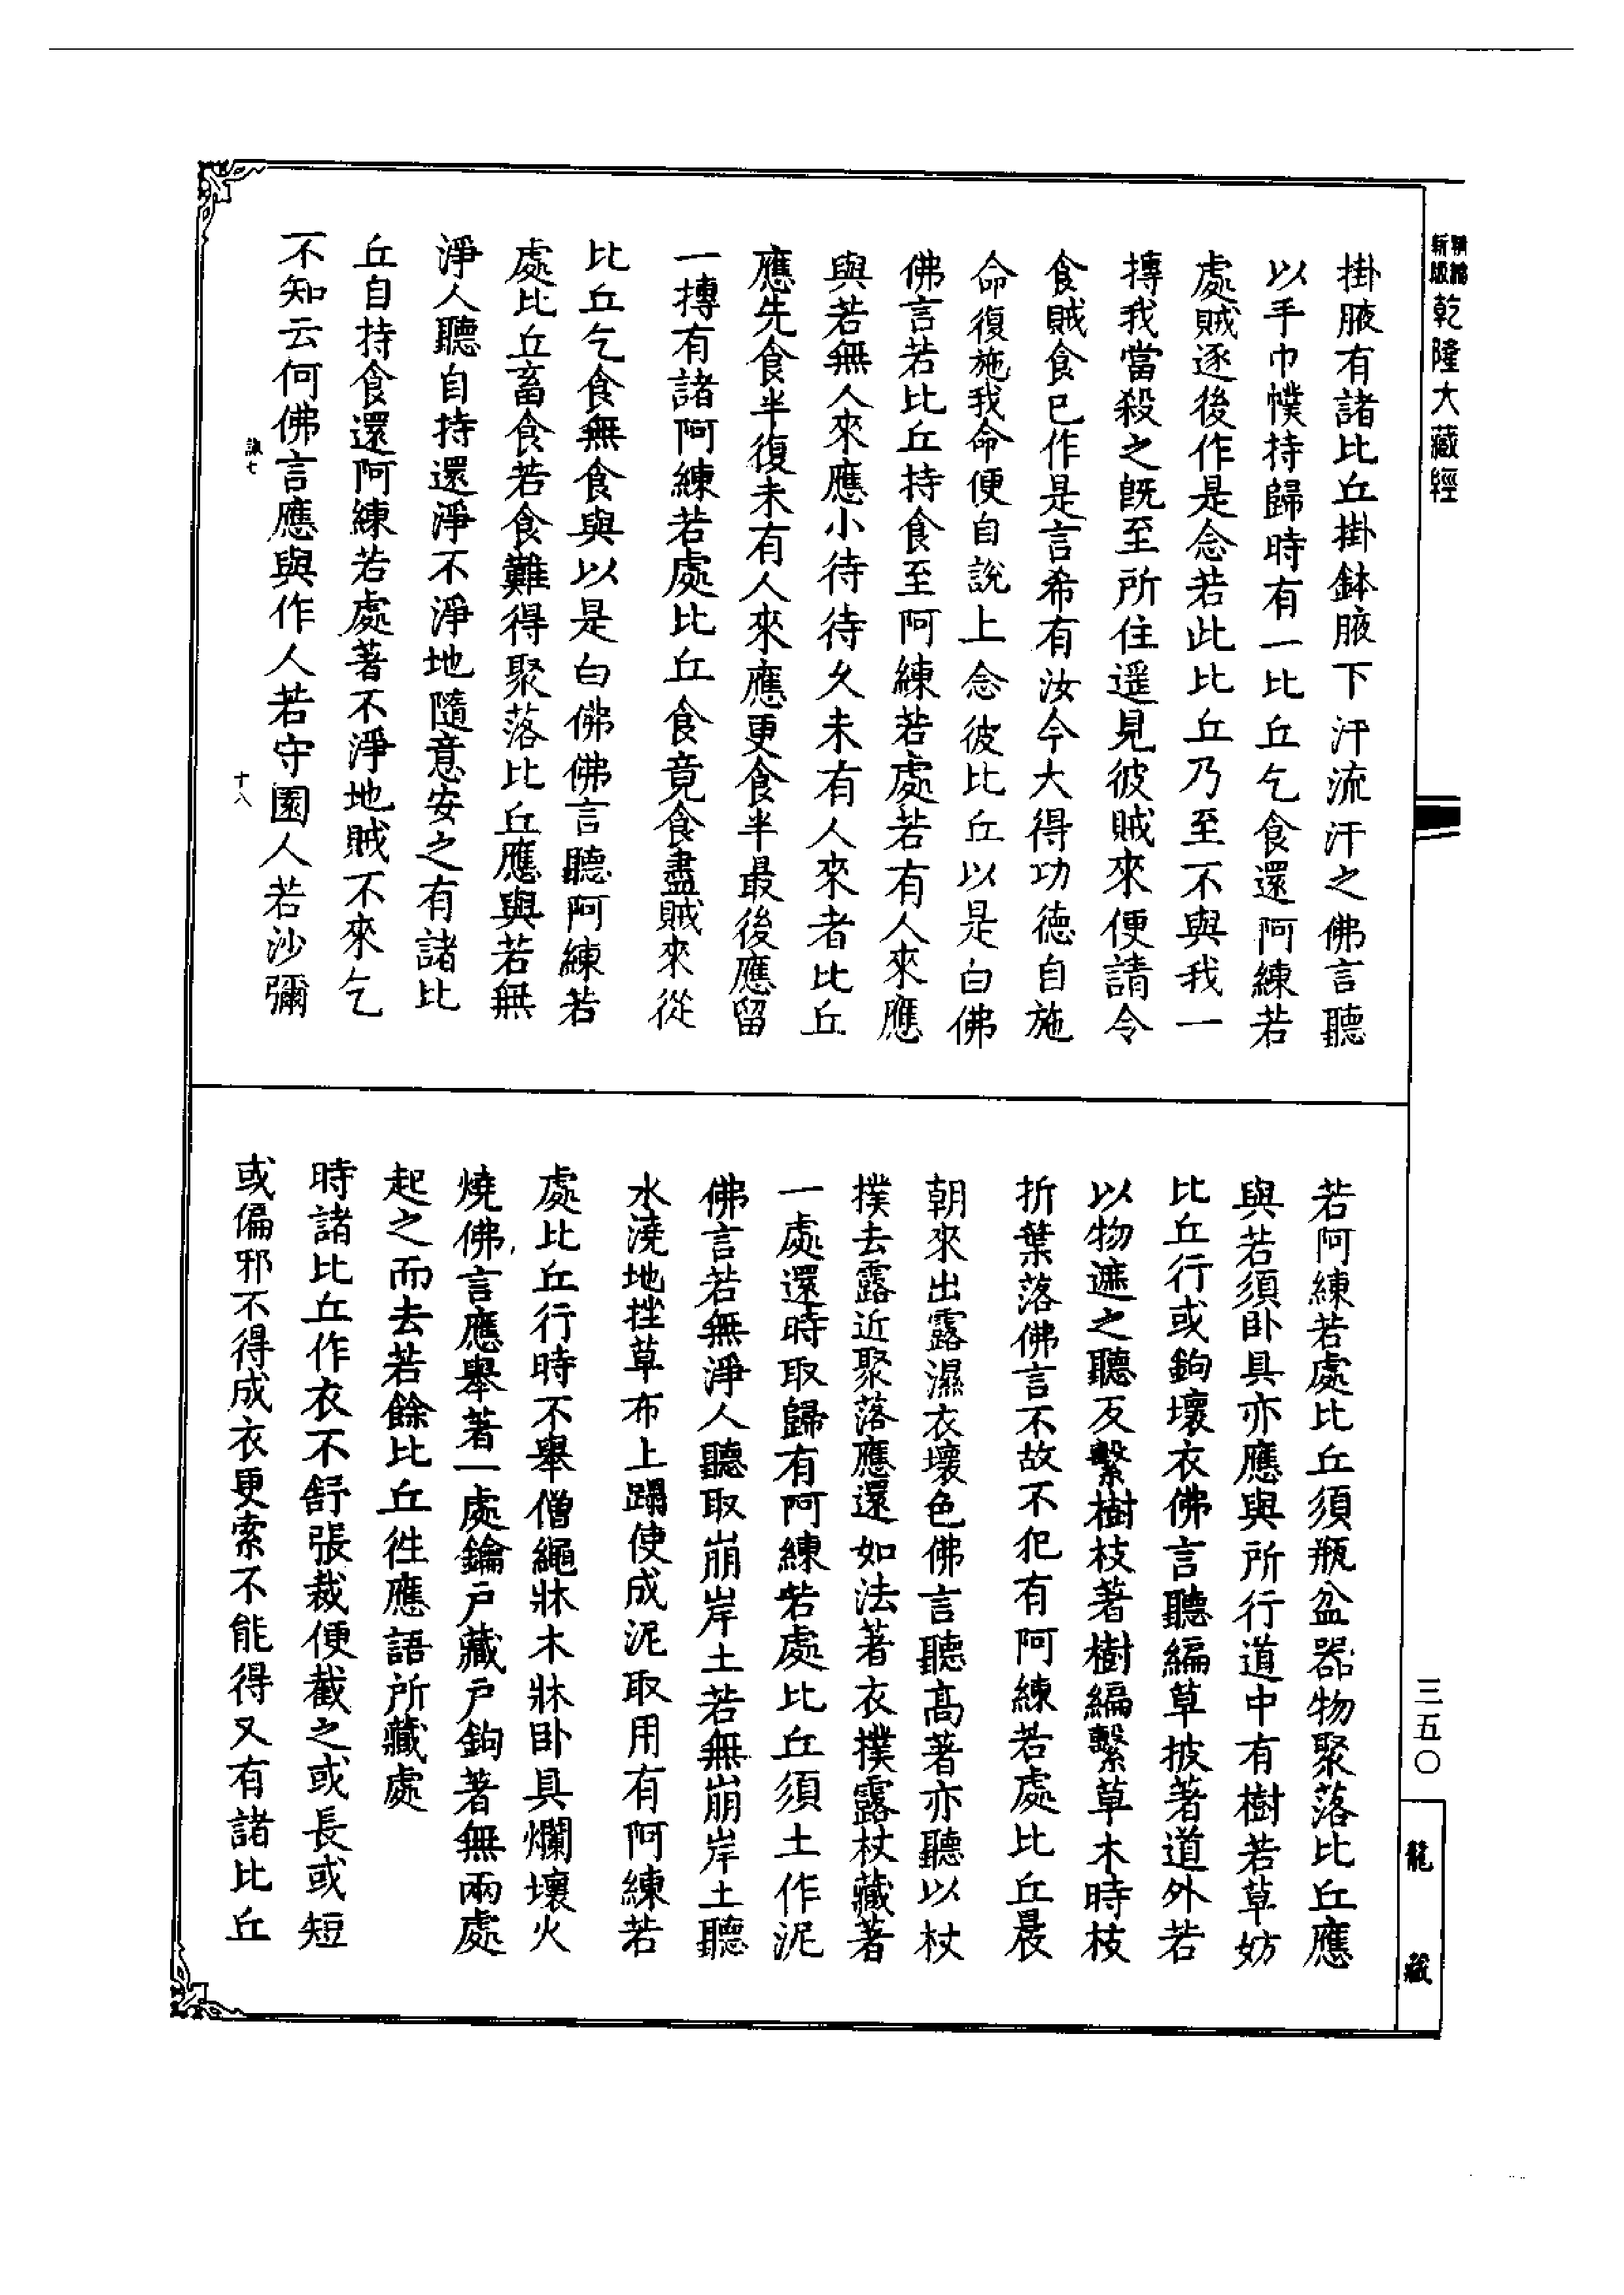 新版
精縮
乾隆大藏經
掛腋有諸比丘掛鉢腋下汗流汗之佛言聽
以手巾幞持歸時有一比丘乞食還阿練若
處賊逐後作是念若此比丘乃至不與我一
摶我當殺之旣至所住遥見彼賊來便請令
食賊食已作是言希有汝今大得功德自施
命復施我命便自說上念彼比丘以是白佛
佛言若比丘持食至阿練若處若有人來應
與若無人來應小待待久未有人來者比丘
應先食半復未有人來應更食半最後應留
一摶有諸阿練若處比丘食竟食盡賊來從
比丘乞食無食與以是白佛佛言聽阿練若
處比丘畜食若食難得聚落比丘應與若無
淨人聽自持還淨不淨地隨意安之有諸比
丘自持食還阿練若處著不淨地賊不來乞
不知云何佛言應與作人若守園人若沙彌
十八
若阿練若處比丘須瓶盆器物聚落比丘應
與若須卧具亦應與所行道中有樹若草妨
比丘行或鉤壞衣佛言聽編草披著道外若
以物遮之聽反繫樹枝著樹編繫草木時枝
折葉落佛言不故不犯有阿練若處比丘晨
朝來出露濕衣壞色佛言聽高著亦聽以杖
撲去露近聚落應還如法著衣撲露杖藏著
一處還時取歸有阿練若處比丘須土作泥
佛言若無淨人聽取崩岸土若無崩岸土聽
水澆地挫草布上蹋使成泥取用有阿練若
處比丘行時不舉僧繩牀木牀卧具爛壞火
燒佛言應舉著一處鑰戶藏戶鉤著無兩處
起之而去若餘比丘徃應語所藏處
時諸比丘作衣不舒張裁便截之或長或短
或偏邪不得成衣更索不能得又有諸比丘
三五〇
龍藏